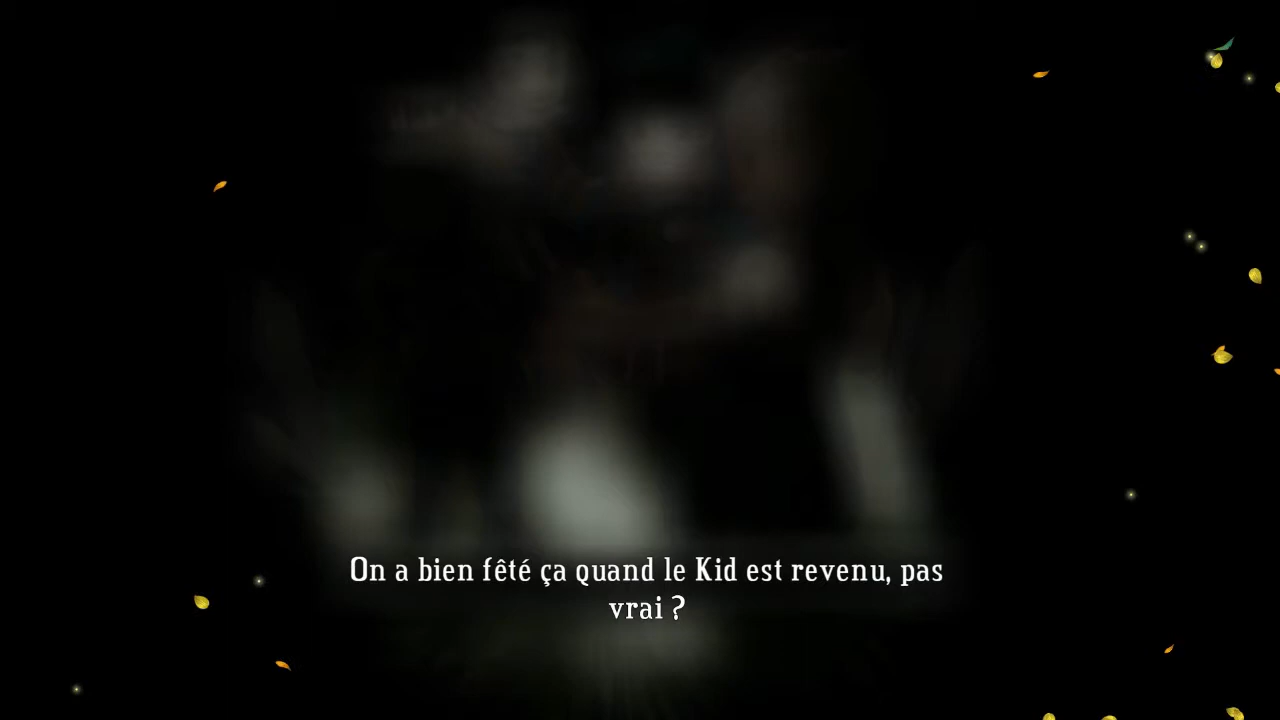 On a bien fêté ça quand le Kid est revenu, pas
vrai ?